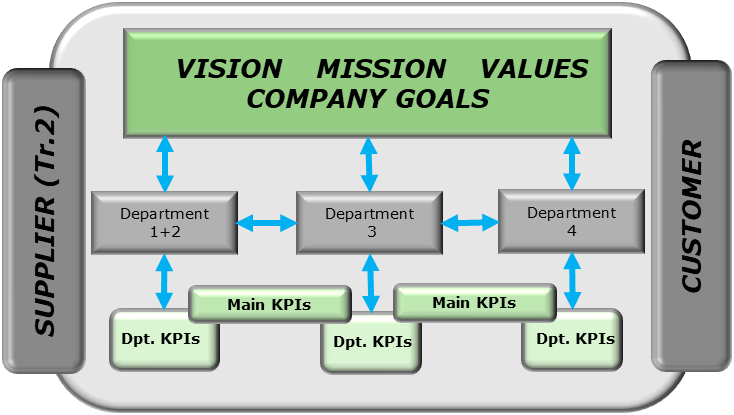 VISION MISSION VALUES
COMPANY GOALS
SUPPLIER (Tr.2)
CUSTOMER
Department
1+2
Department
3
Department
4
Main KPIs
Main KPIs
Dpt. KPIs
Dpt. KPIs
Dpt. KPIs